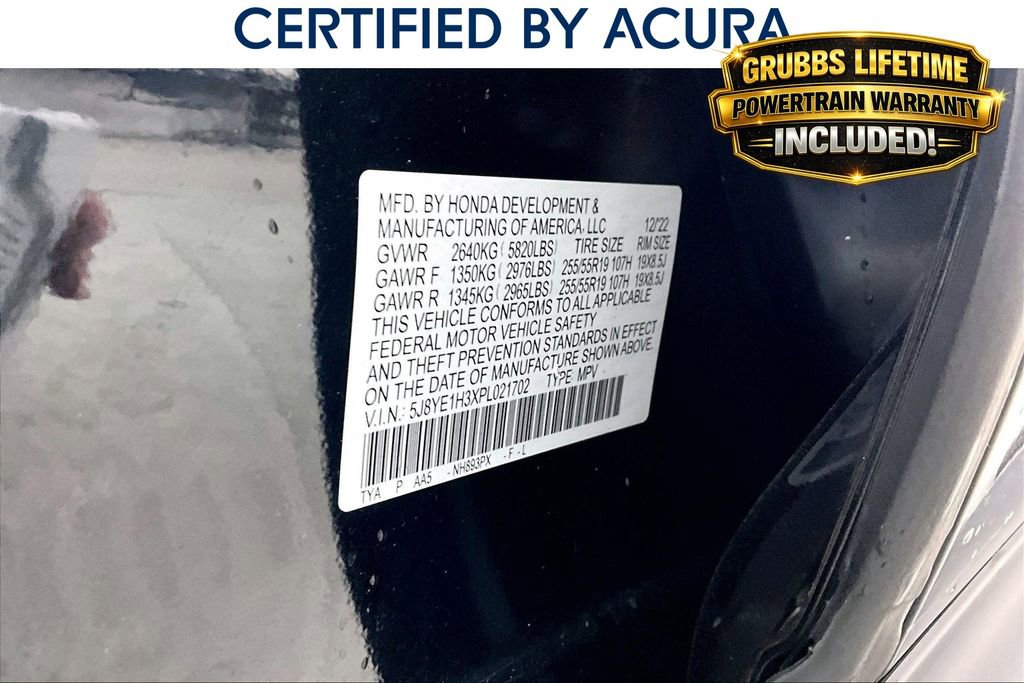 CERTIFIED BY ACURA
GRUBBS LIFETIME
POWERTRAIN WARRANTY
INCLUDED!
MFD. BY HONDA DEVELOPMENT &
MANUFACTURING OF AMERICA, LLC 12/22
GVWR 2640KG ( 5820LBS) TIRE SIZE RIM SIZE
GAWR F 1350KG ( 2976LBS) 255/55R19 107H 19X8.5J
GAWR R 1345KG ( 2965LBS) 255/55R19 107H 19X8.5J
THIS VEHICLE CONFORMS TO ALL APPLICABLE
FEDERAL MOTOR VEHICLE SAFETY
AND THEFT PREVENTION STANDARDS IN EFFECT
ON THE DATE OF MANUFACTURE SHOWN ABOVE.
V.I.N.: 5J8YE1H3XPL021702 TYPE MPV -
TYA P AA5 - NH893PX - F - L